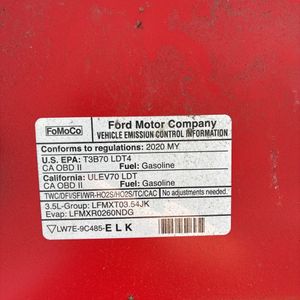 FoMoCo
Ford Motor Company
VEHICLE EMISSION CONTROL INFORMATION
Conforms to regulations: 2020 MY
U.S. EPA: T3B70 LDT4
CA OBD II Fuel: Gasoline
California: ULEV70 LDT
CA OBD II Fuel: Gasoline
TWC/DFI/SFI/WR-HO2S/HO2S/TC/CAC No adjustments needed.
3.5L-Group: LFMXT03.54JK
Evap: LFMXR0260NDG
LW7E-9C485-ELK